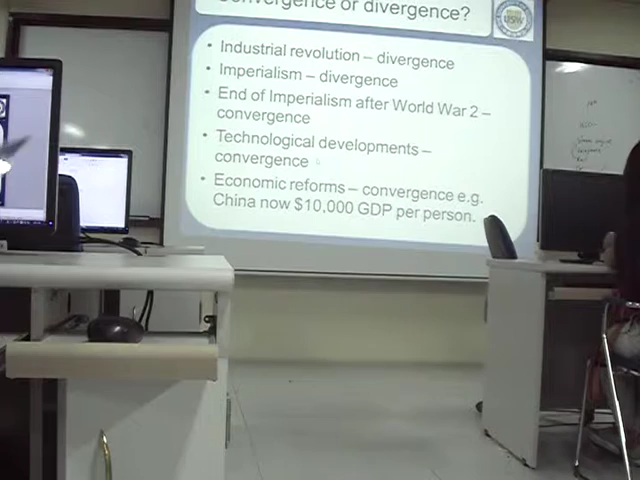 Convergence or divergence?
• Industrial revolution – divergence
• Imperialism – divergence
• End of Imperialism after World War 2 –
convergence
• Technological developments –
convergence
• Economic reforms – convergence e.g.
China now $10,000 GDP per person.